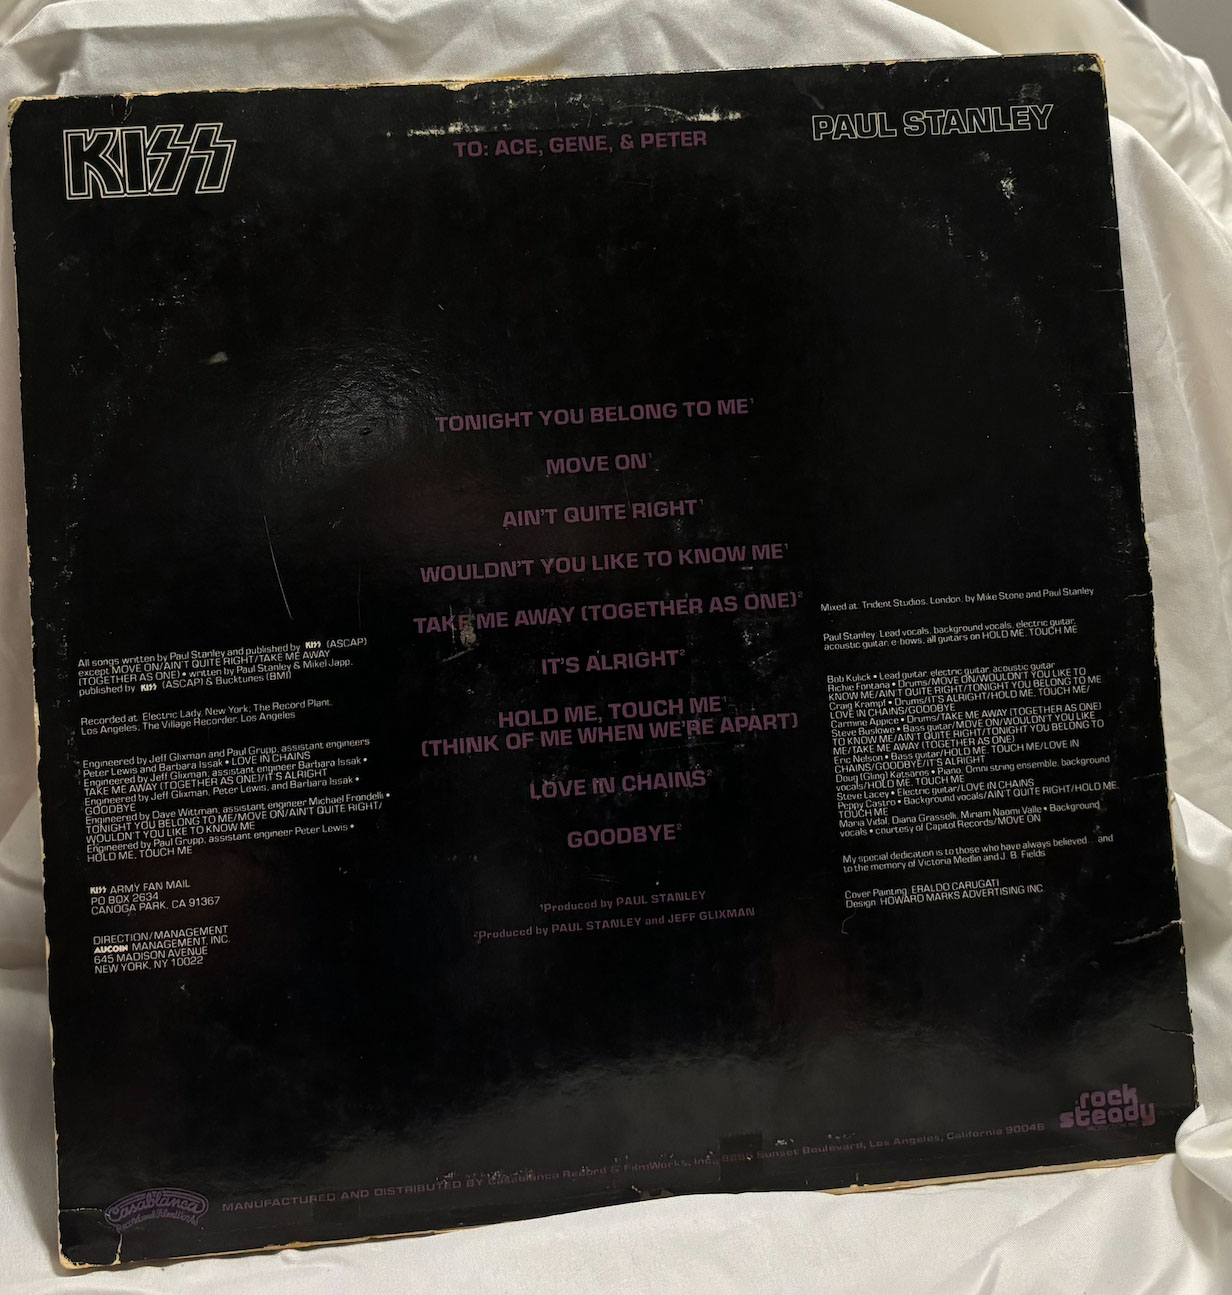 KISS
TO: ACE, GENE, & PETER
PAUL STANLEY
TONIGHT YOU BELONG TO ME¹
MOVE ON¹
AIN'T QUITE RIGHT¹
WOULDN'T YOU LIKE TO KNOW ME¹
TAKE ME AWAY (TOGETHER AS ONE)²
IT'S ALRIGHT²
HOLD ME, TOUCH ME¹
(THINK OF ME WHEN WE'RE APART)
LOVE IN CHAINS²
GOODBYE²
¹Produced by PAUL STANLEY
²Produced by PAUL STANLEY and JEFF GLIXMAN
All songs written by Paul Stanley and published by KISS (ASCAP)
except MOVE ON/AIN'T QUITE RIGHT/TAKE ME AWAY
(TOGETHER AS ONE) • written by Paul Stanley & Mikel Japp,
published by KISS (ASCAP) & Bucktunes (BMI)
Recorded at: Electric Lady, New York; The Record Plant,
Los Angeles; The Village Recorder, Los Angeles
Engineered by Jeff Glixman and Paul Grupp, assistant engineers
Peter Lewis and Barbara Issak • LOVE IN CHAINS
Engineered by Jeff Glixman, assistant engineer Barbara Issak •
TAKE ME AWAY (TOGETHER AS ONE)/IT'S ALRIGHT
Engineered by Jeff Glixman, Peter Lewis, and Barbara Issak •
GOODBYE
Engineered by Dave Wittman, assistant engineer Michael Frondelli •
TONIGHT YOU BELONG TO ME/MOVE ON/AIN'T QUITE RIGHT/
WOULDN'T YOU LIKE TO KNOW ME
Engineered by Paul Grupp, assistant engineer Peter Lewis •
HOLD ME, TOUCH ME
KISS ARMY FAN MAIL
PO BOX 2634
CANOGA PARK, CA 91367
DIRECTION/MANAGEMENT
AUCOIN MANAGEMENT, INC.
645 MADISON AVENUE
NEW YORK, NY 10022
Mixed at: Trident Studios, London, by Mike Stone and Paul Stanley
Paul Stanley: Lead vocals, background vocals, electric guitar,
acoustic guitar, e-bows, all guitars on HOLD ME, TOUCH ME
Bob Kulick • Lead guitar, electric guitar, acoustic guitar
Richie Fontana • Drums/MOVE ON/WOULDN'T YOU LIKE TO
KNOW ME/AIN'T QUITE RIGHT/TONIGHT YOU BELONG TO ME
Craig Krampf • Drums/IT'S ALRIGHT/HOLD ME, TOUCH ME/
LOVE IN CHAINS/GOODBYE
Carmine Appice • Drums/TAKE ME AWAY (TOGETHER AS ONE)
Steve Buslowe • Bass guitar/MOVE ON/WOULDN'T YOU LIKE
TO KNOW ME/AIN'T QUITE RIGHT/TONIGHT YOU BELONG TO
ME/TAKE ME AWAY (TOGETHER AS ONE)
Eric Nelson • Bass guitar/HOLD ME, TOUCH ME/LOVE IN
CHAINS/GOODBYE/IT'S ALRIGHT
Doug (Gling) Katsaros • Piano, Omni string ensemble, background
vocals/HOLD ME, TOUCH ME
Steve Lacey • Electric guitar/LOVE IN CHAINS
Peppy Castro • Background vocals/AIN'T QUITE RIGHT/HOLD ME,
TOUCH ME
Maria Vidal, Diana Grasselli, Miriam Naomi Valle • Background
vocals • courtesy of Capitol Records/MOVE ON
My special dedication is to those who have always believed... and
to the memory of Victoria Medlin and J. B. Fields
Cover Painting: ERALDO CARUGATI
Design: HOWARD MARKS ADVERTISING INC.
rock
steady
Casablanca
Record and FilmWorks
MANUFACTURED AND DISTRIBUTED BY Casablanca Record & FilmWorks, Inc., 8255 Sunset Boulevard, Los Angeles, California 90046